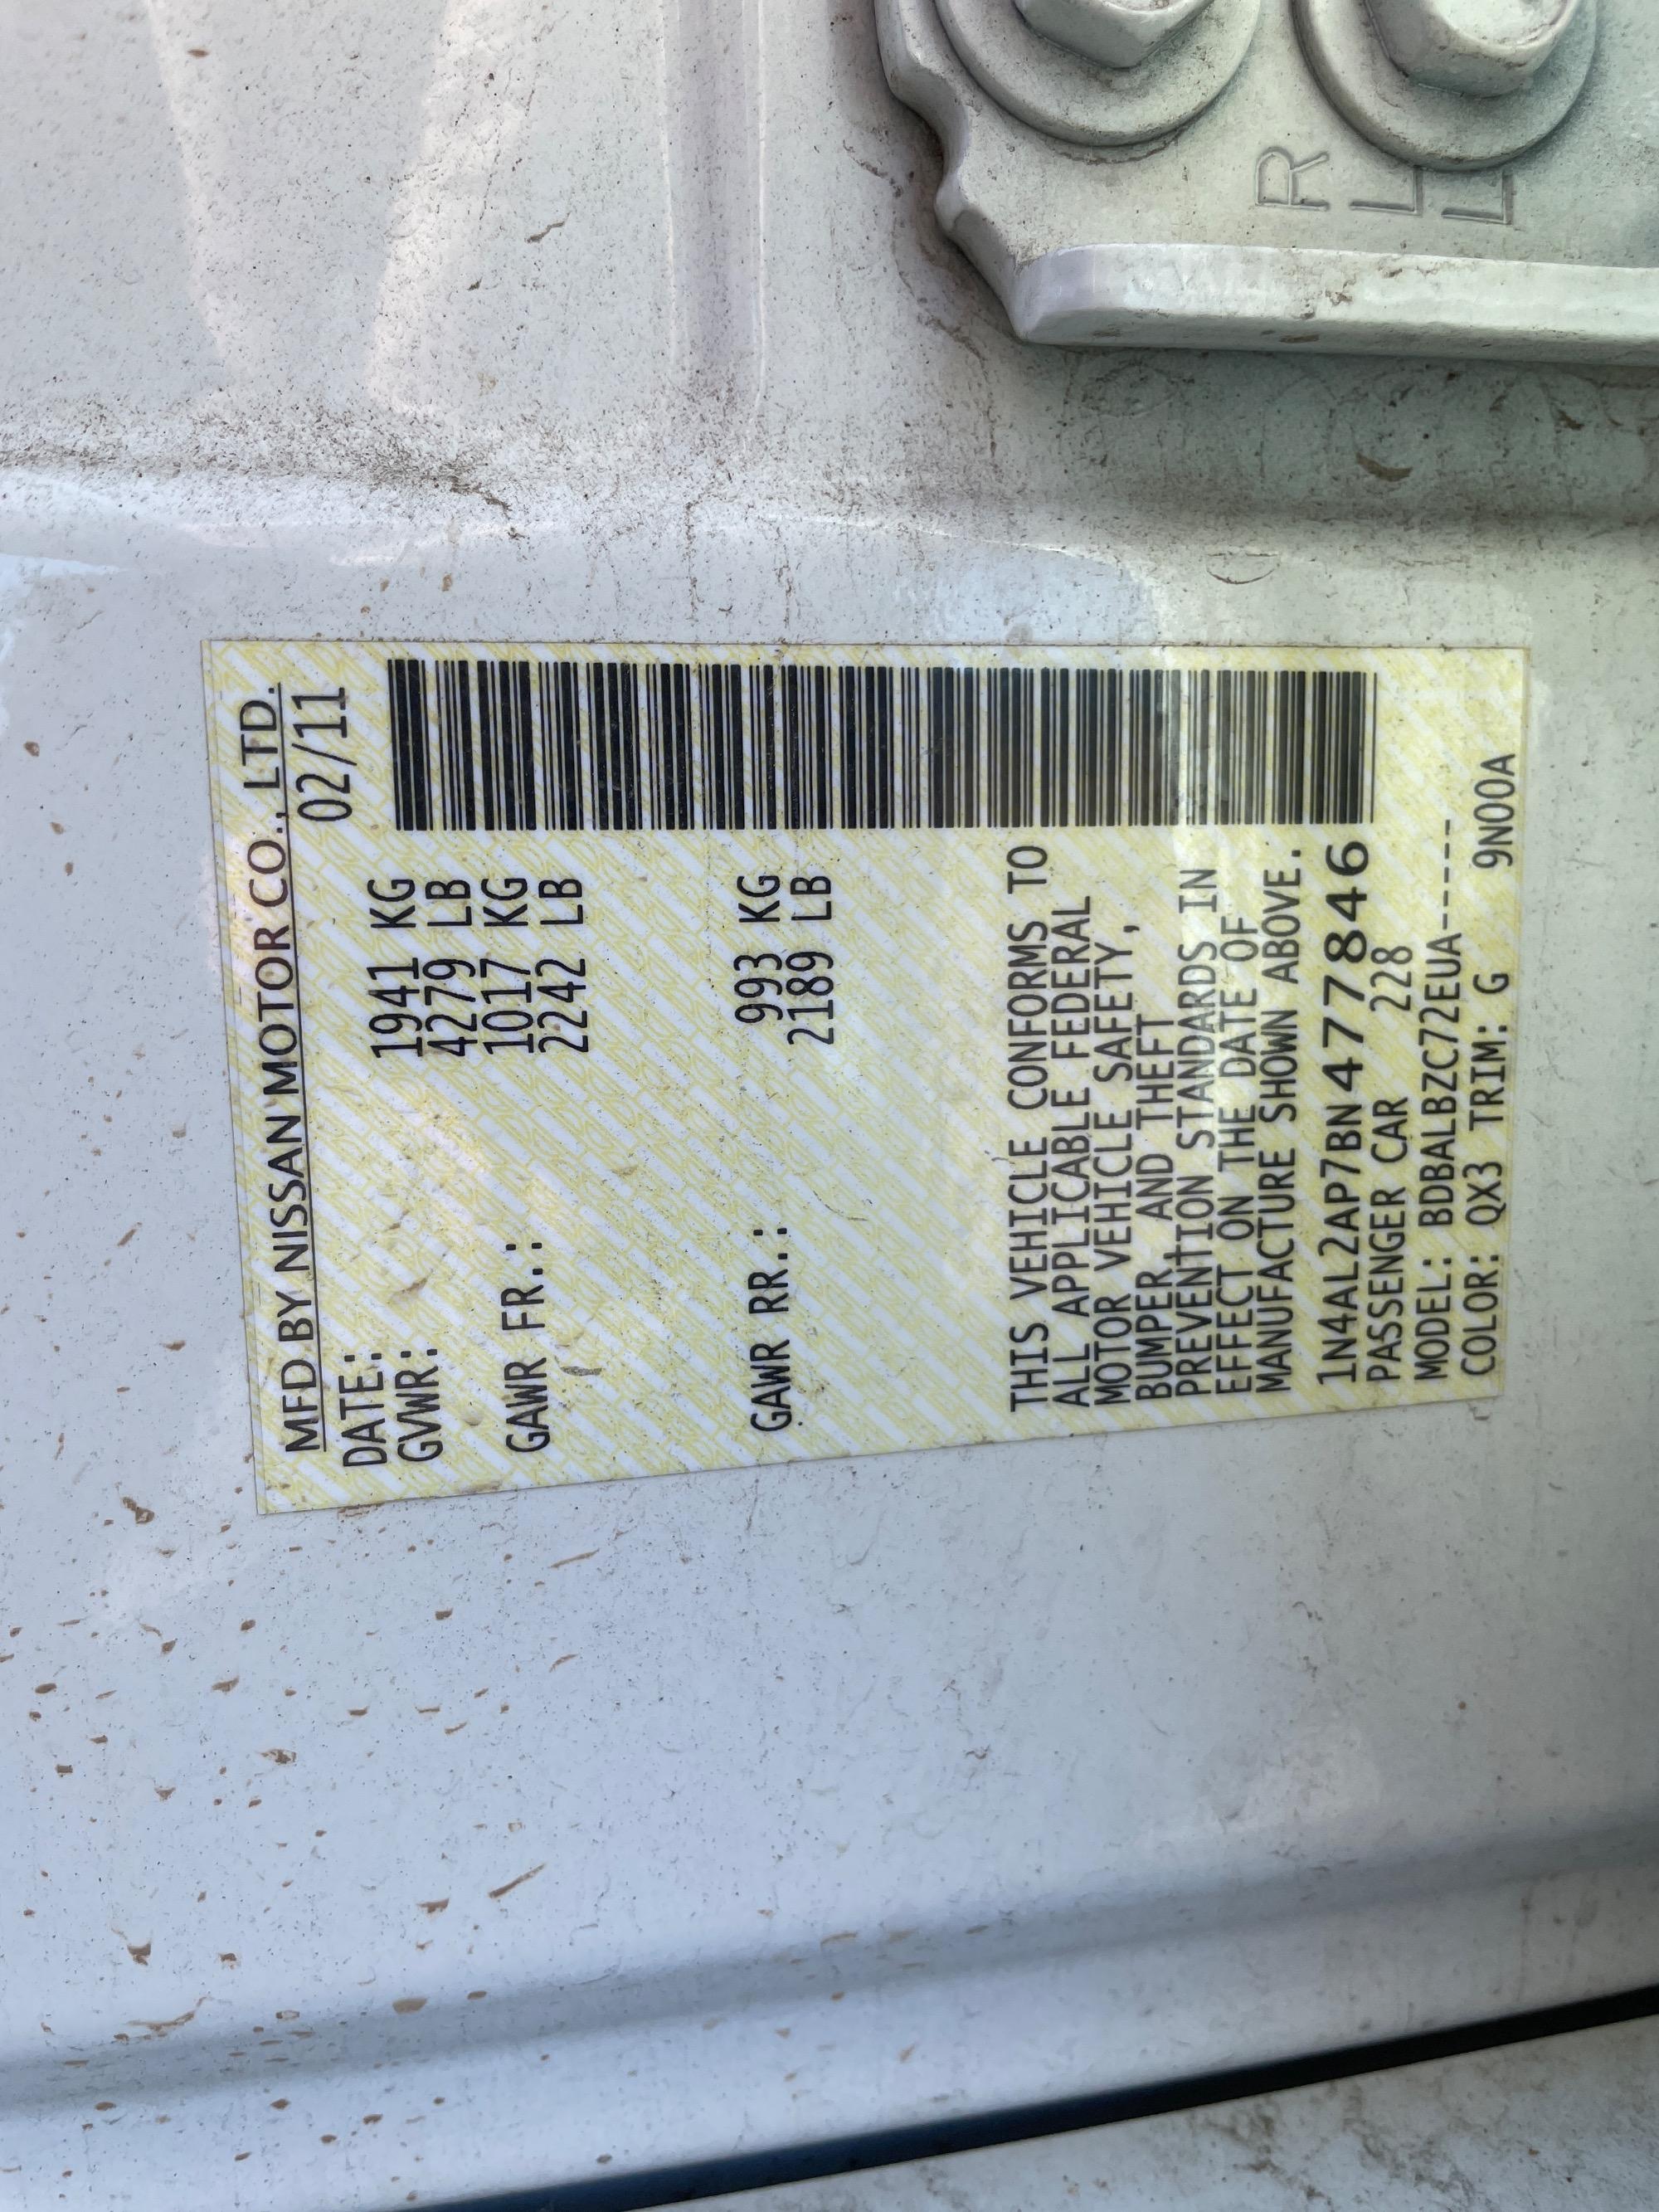 MFD BY NISSAN MOTOR CO., LTD.
DATE: 02/11
GVWR: 1941 KG
4279 LB
GAWR FR.: 1017 KG
2242 LB
GAWR RR.: 993 KG
2189 LB
THIS VEHICLE CONFORMS TO
ALL APPLICABLE FEDERAL
MOTOR VEHICLE SAFETY,
BUMPER, AND THEFT
PREVENTION STANDARDS IN
EFFECT ON THE DATE OF
MANUFACTURE SHOWN ABOVE.
1N4AL2AP7BN477846
PASSENGER CAR 228
MODEL: BDBALBZC72EUA-----
COLOR: QX3 TRIM: G 9N00A
R
L
L